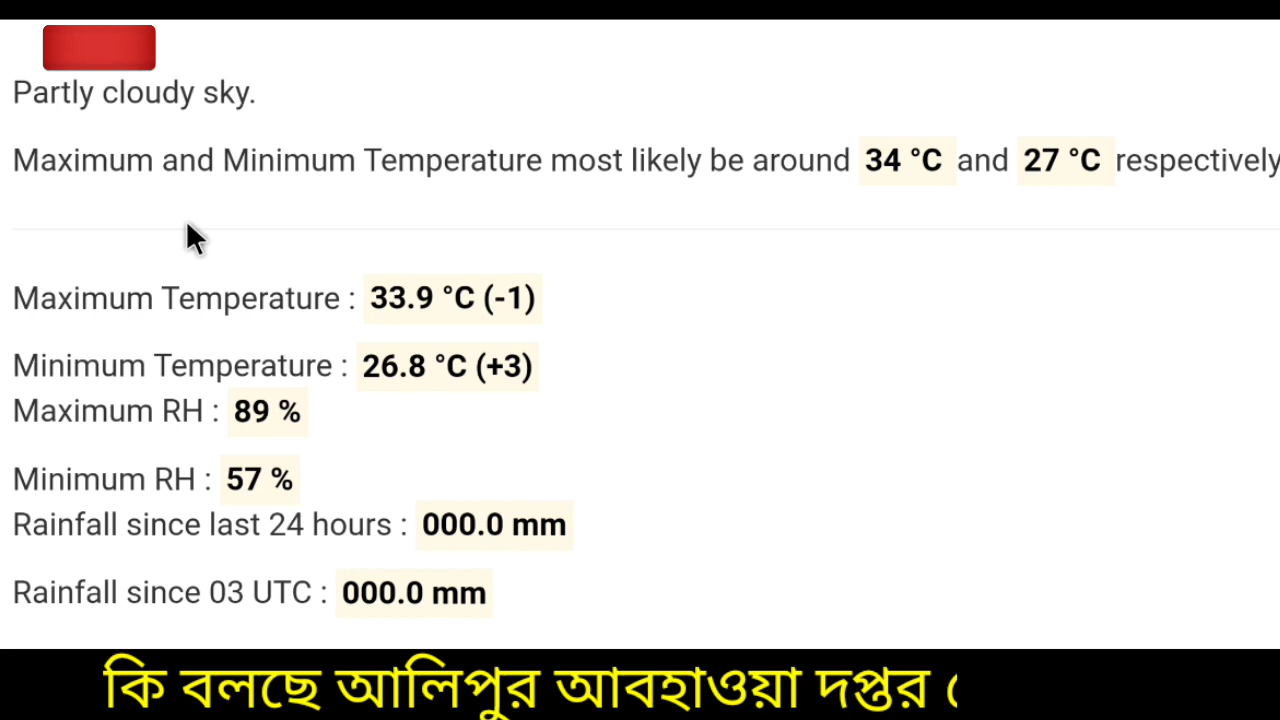 Partly cloudy sky.
Maximum and Minimum Temperature most likely be around 34 °C and 27 °C respectively
Maximum Temperature : 33.9 °C (-1)
Minimum Temperature : 26.8 °C (+3)
Maximum RH : 89 %
Minimum RH : 57 %
Rainfall since last 24 hours : 000.0 mm
Rainfall since 03 UTC : 000.0 mm
কি বলছে আলিপুর আবহাওয়া দপ্তর